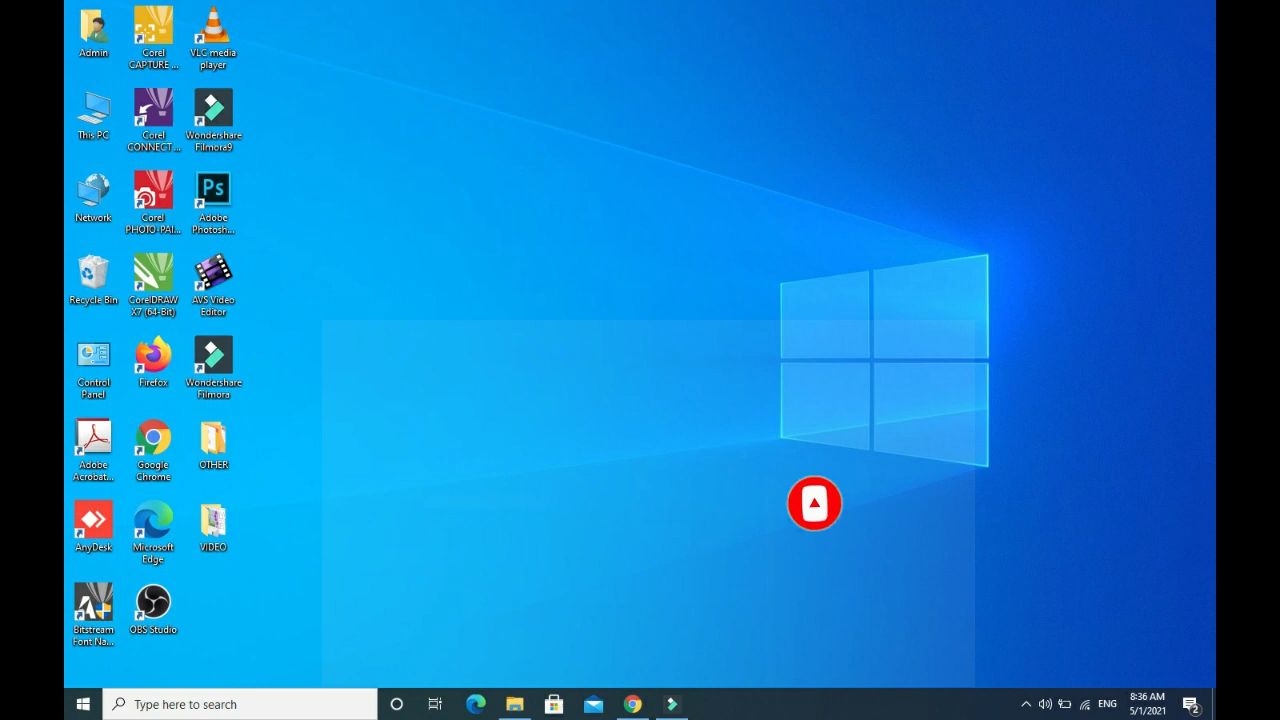 Admin
Corel
CAPTURE ...
VLC media
player
This PC
Corel
CONNECT ...
Wondershare
Filmora9
Network
Corel
PHOTO-PAI...
Ps
Adobe
Photosh...
Recycle Bin
CorelDRAW
X7 (64-Bit)
AVS Video
Editor
Control
Panel
Firefox
Wondershare
Filmora
Adobe
Acrobat...
Google
Chrome
OTHER
AnyDesk
Microsoft
Edge
VIDEO
Bitstream
Font Na...
OBS Studio
Type here to search
ENG
8:36 AM
5/1/2021
2